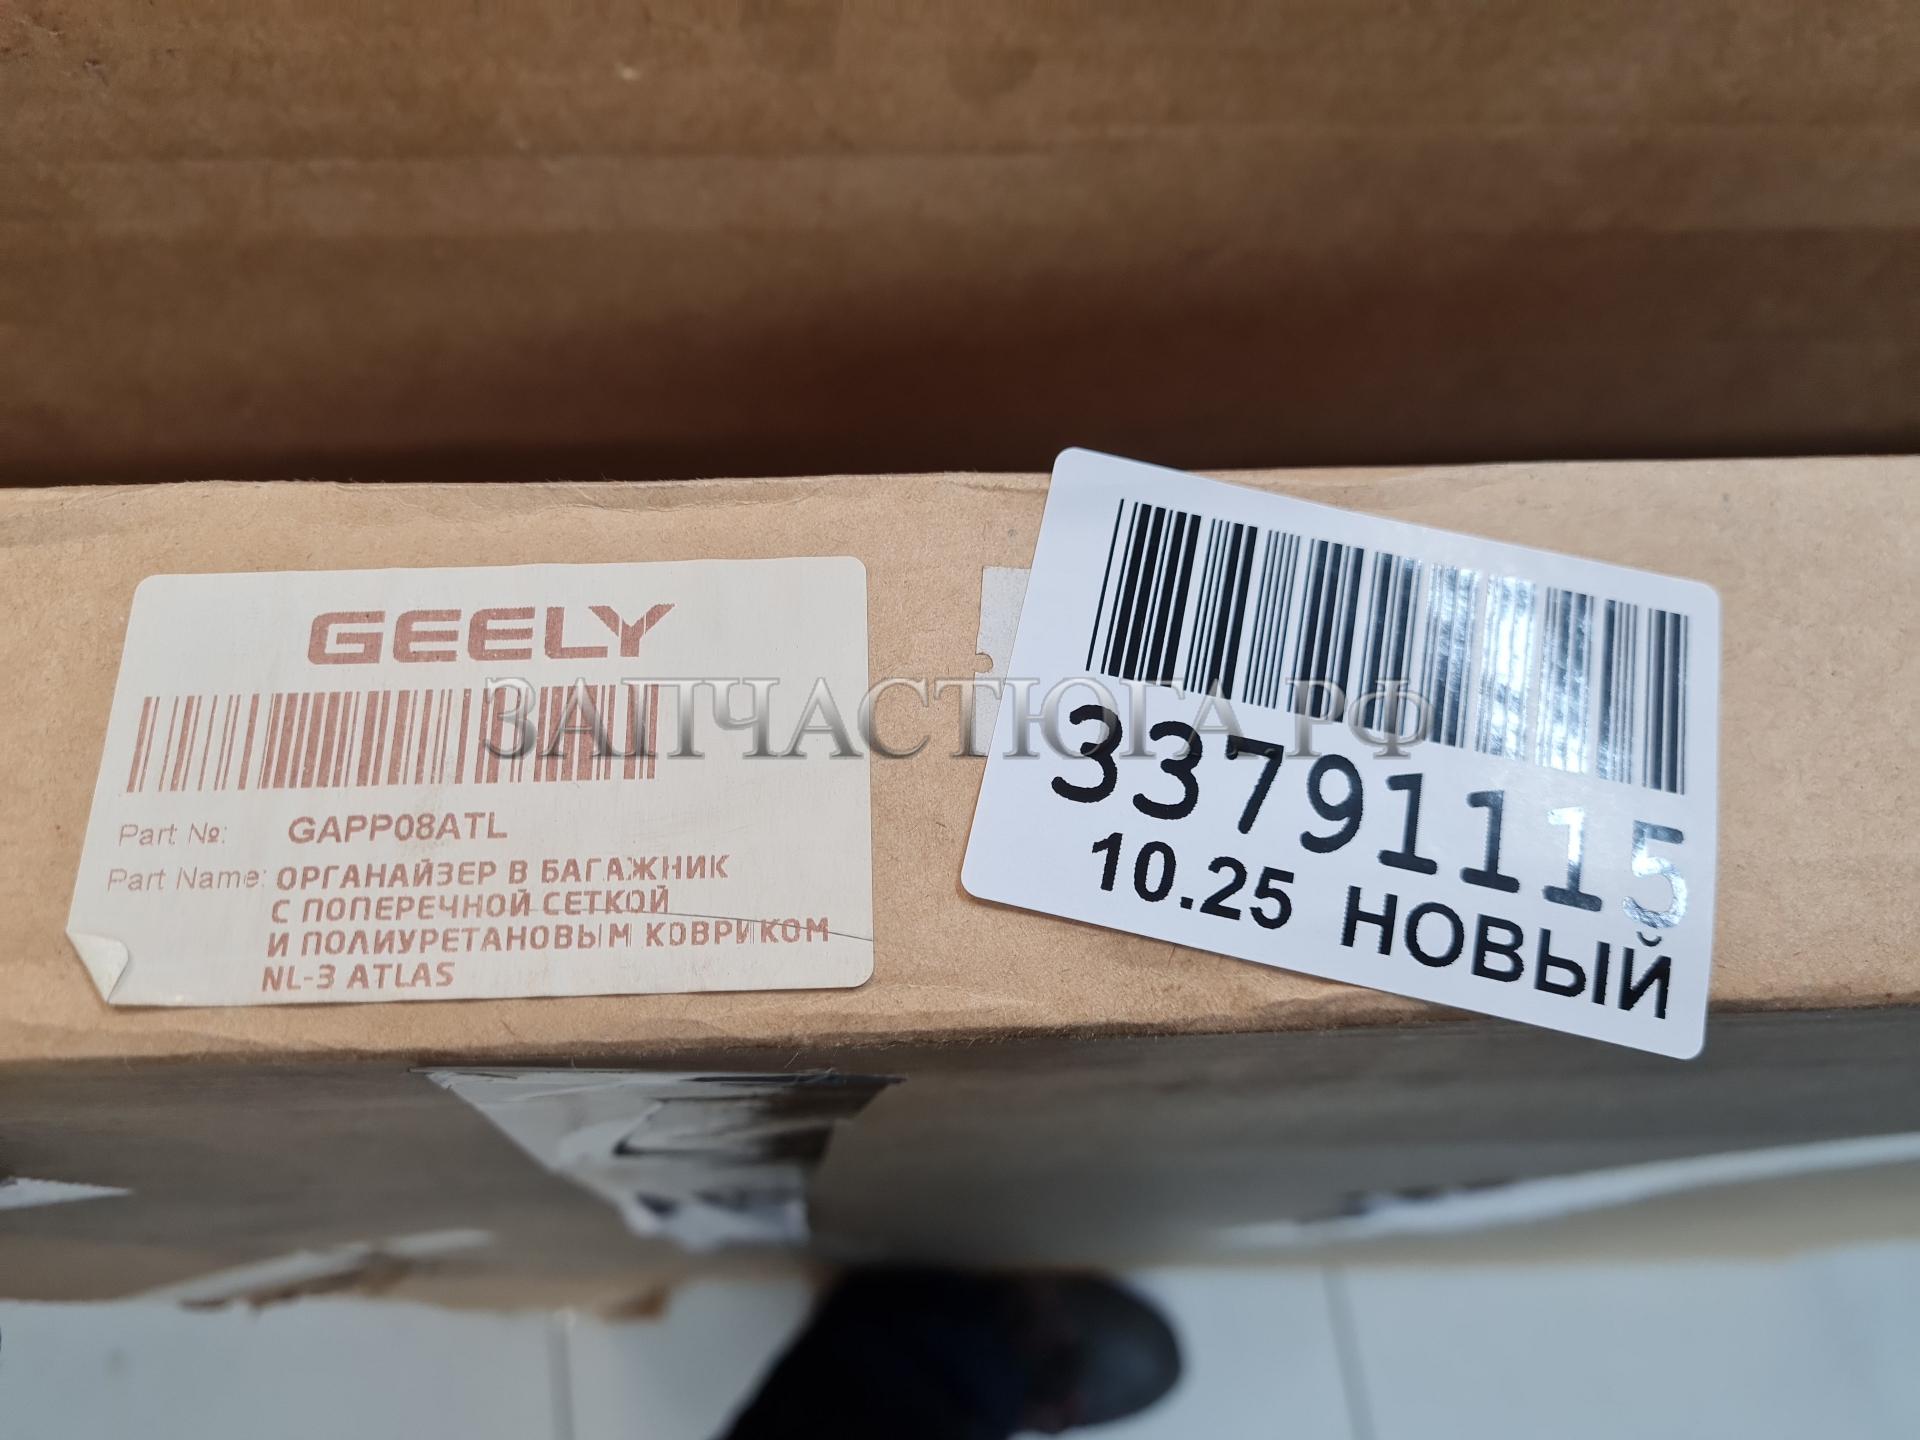 GEELY
Part №: GAPP08ATL
Part Name: ОРГАНАЙЗЕР В БАГАЖНИК
С ПОПЕРЕЧНОЙ СЕТКОЙ
И ПОЛИУРЕТАНОВЫМ КОВРИКОМ
NL-3 ATLAS
ЗАПЧАСТЮГА.РФ
33791115
10.25 НОВЫЙ